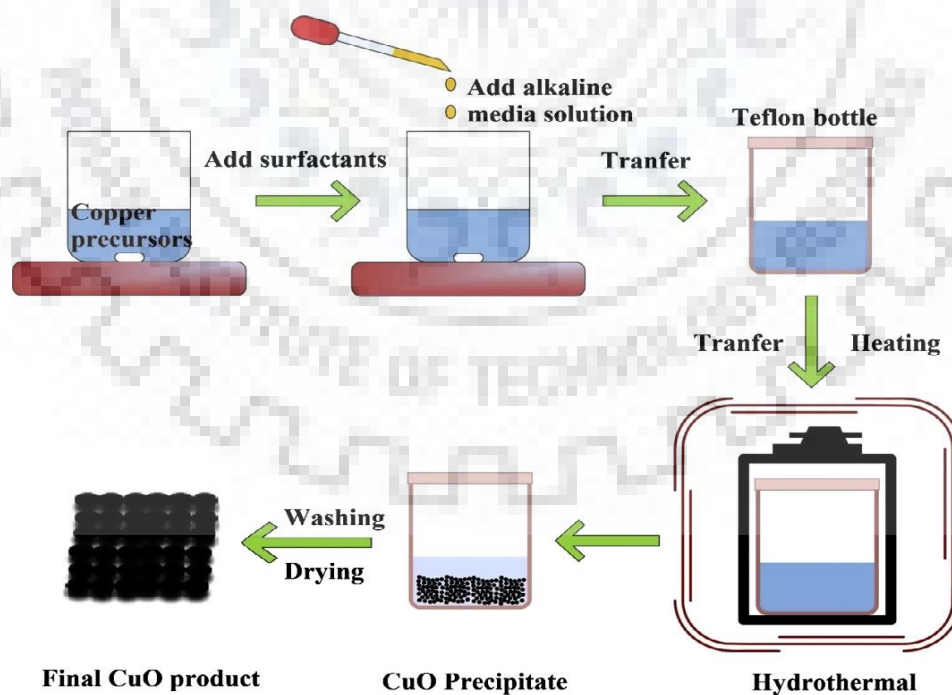 Add alkaline
media solution
Add surfactants
Tranfer
Teflon bottle
Copper
precursors
Tranfer
Heating
Washing
Drying
Final CuO product
CuO Precipitate
Hydrothermal